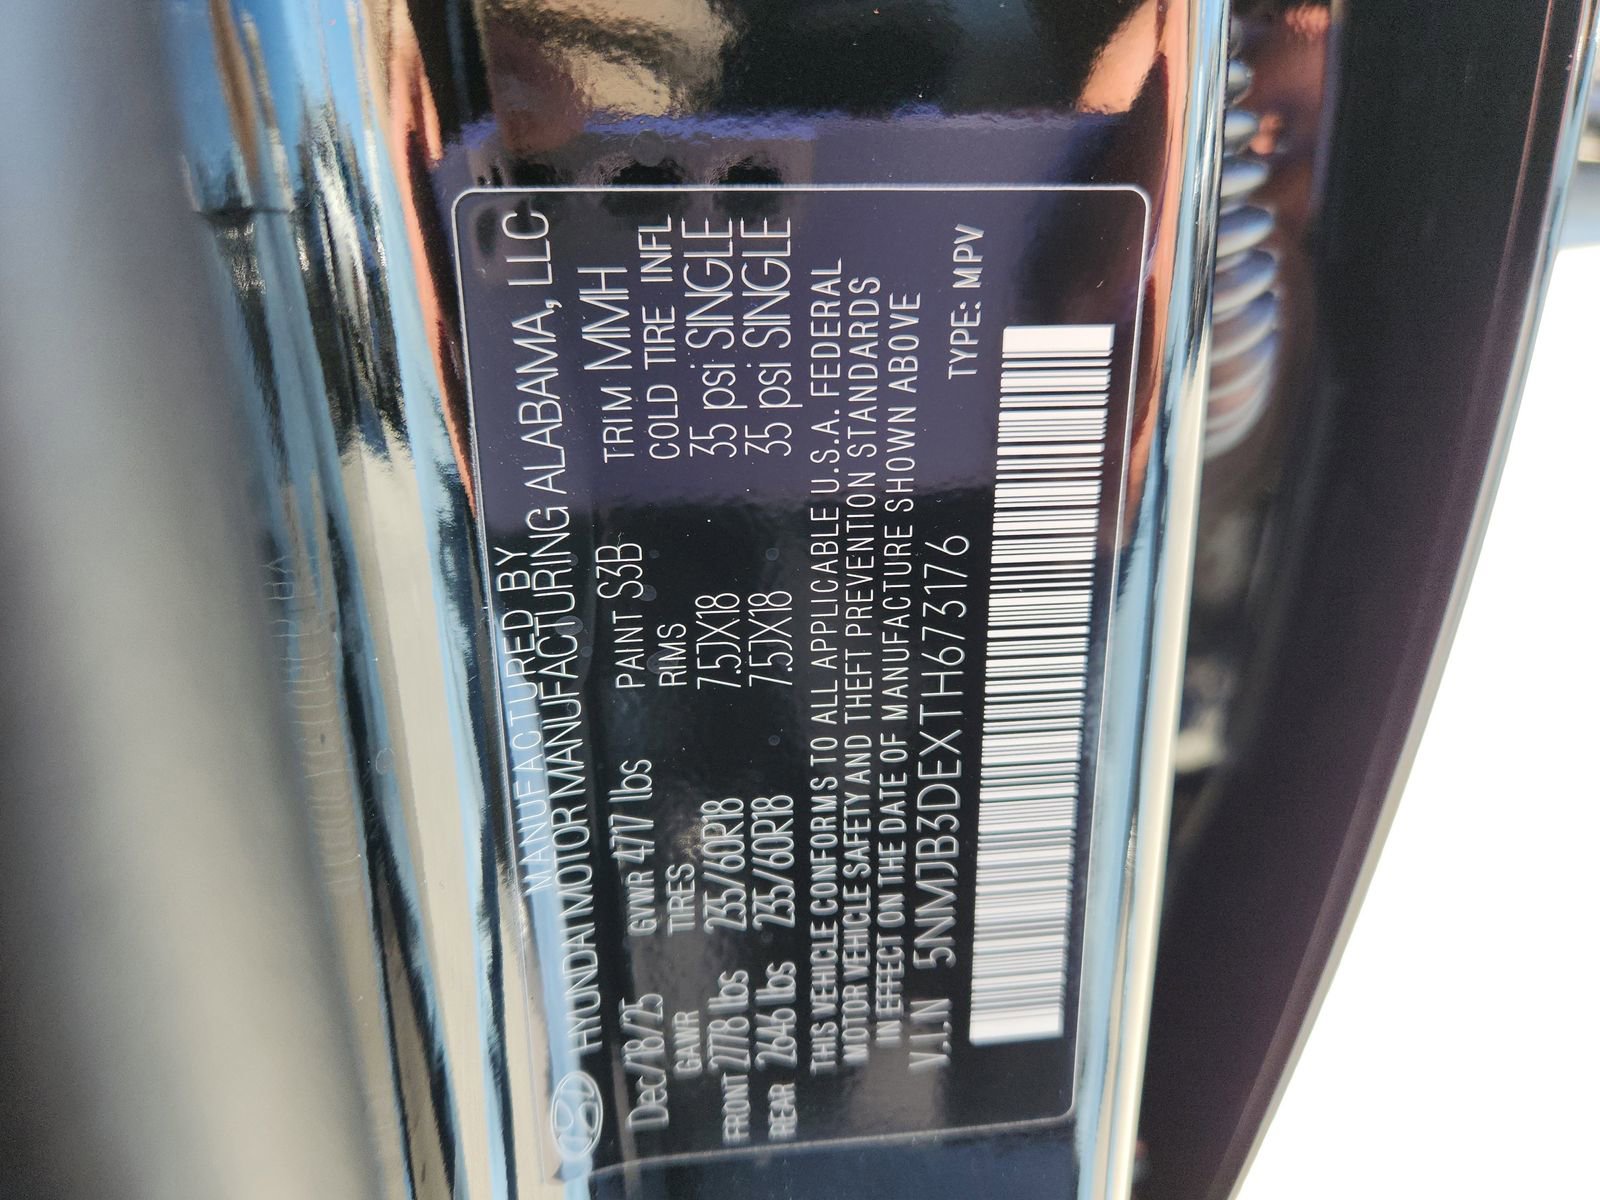 MANUFACTURED BY
HYUNDAI MOTOR MANUFACTURING ALABAMA, LLC
Dec/18/25 GVWR 4717 lbs PAINT S3B TRIM MMH
GAWR TIRES RIMS COLD TIRE INFL
FRONT 2778 lbs 235/60R18 7.5JX18 35 psi SINGLE
REAR 2646 lbs 235/60R18 7.5JX18 35 psi SINGLE
THIS VEHICLE CONFORMS TO ALL APPLICABLE U.S.A. FEDERAL
MOTOR VEHICLE SAFETY AND THEFT PREVENTION STANDARDS
IN EFFECT ON THE DATE OF MANUFACTURE SHOWN ABOVE
V.I.N 5NMJB3DEXTH673176 TYPE: MPV